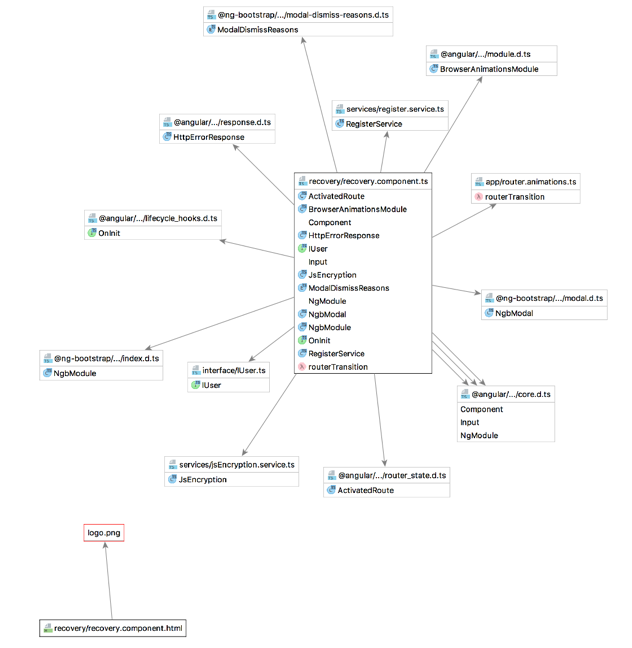 @ng-bootstrap/.../modal-dismiss-reasons.d.ts
ModalDismissReasons
@angular/.../module.d.ts
BrowserAnimationsModule
services/register.service.ts
RegisterService
@angular/.../response.d.ts
HttpErrorResponse
recovery/recovery.component.ts
ActivatedRoute
BrowserAnimationsModule
Component
HttpErrorResponse
IUser
Input
JsEncryption
ModalDismissReasons
NgModule
NgbModal
NgbModule
OnInit
RegisterService
routerTransition
app/router.animations.ts
routerTransition
@angular/.../lifecycle_hooks.d.ts
OnInit
@ng-bootstrap/.../modal.d.ts
NgbModal
@ng-bootstrap/.../index.d.ts
NgbModule
interface/IUser.ts
IUser
@angular/.../core.d.ts
Component
Input
NgModule
services/jsEncryption.service.ts
JsEncryption
@angular/.../router_state.d.ts
ActivatedRoute
logo.png
recovery/recovery.component.html